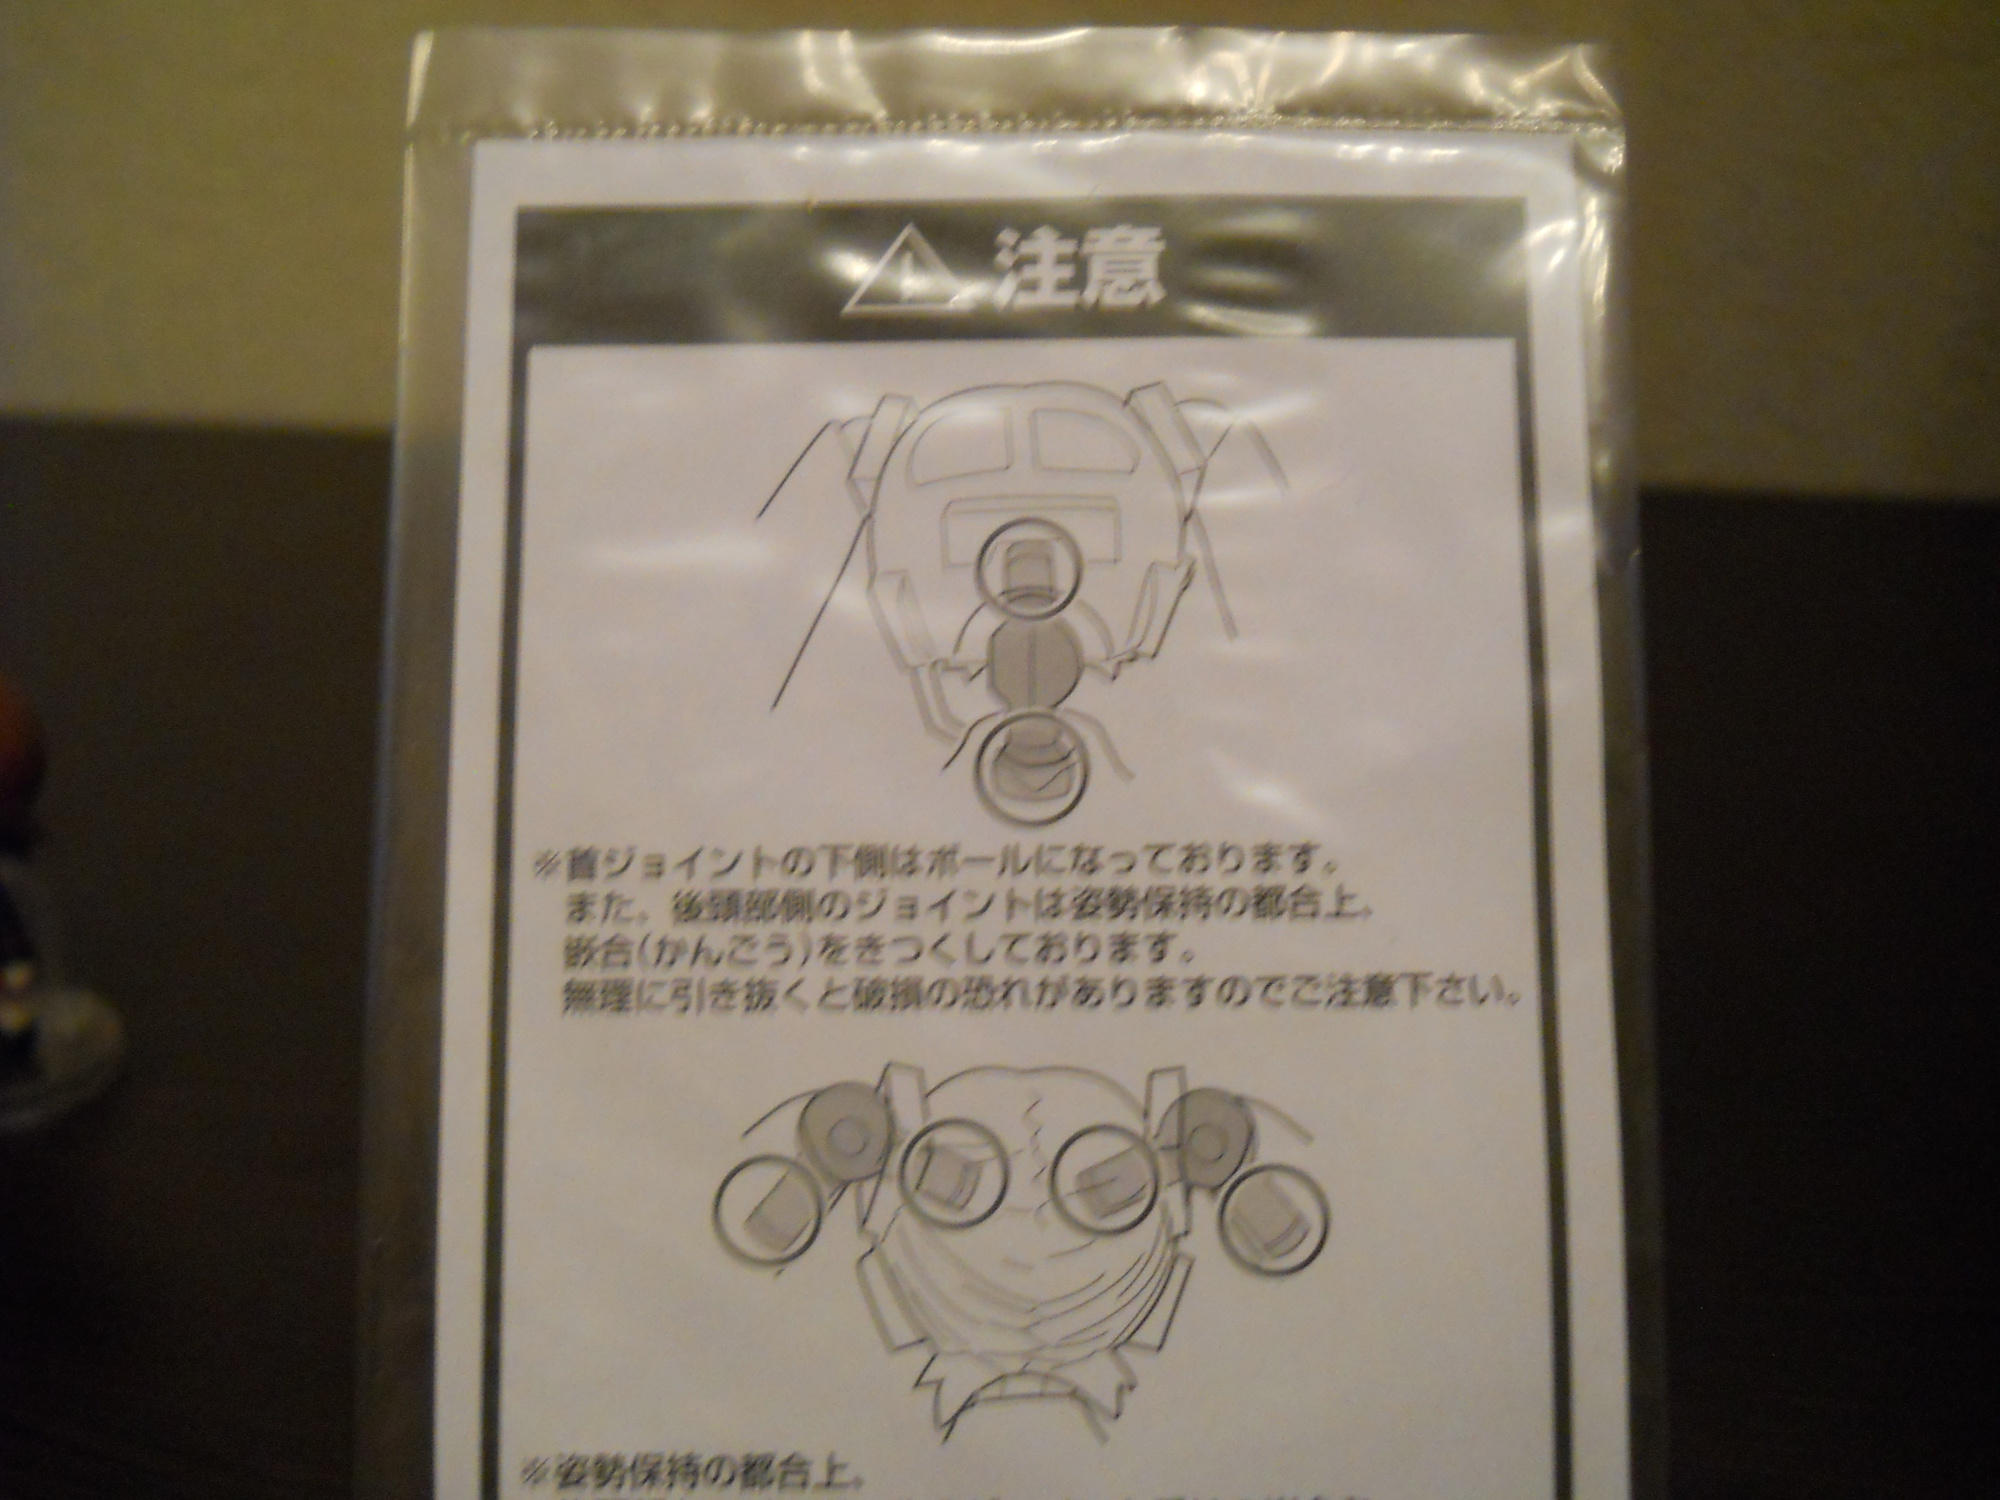 注意
※首ジョイントの下側はボールになっております。
また、後頭部側のジョイントは姿勢保持の都合上、
嵌合(かんごう)をきつくしております。
無理に引き抜くと破損の恐れがありますのでご注意下さい。
※姿勢保持の都合上、